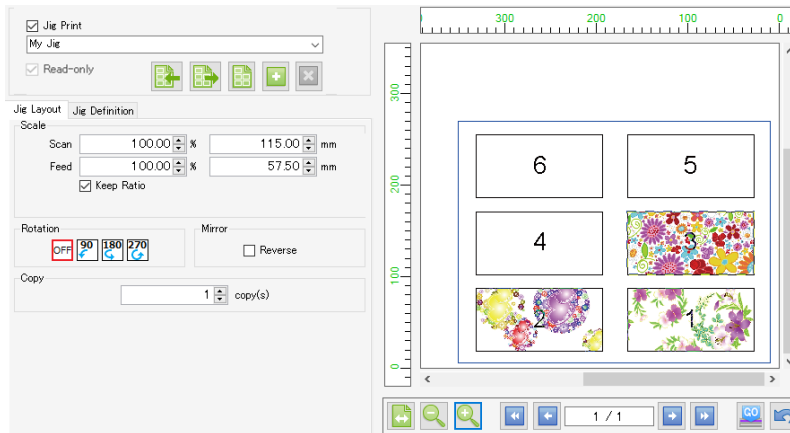 Jig Print
My Jig
Read-only
Jig Layout
Jig Definition
Scale
Scan 100.00 % 115.00 mm
Feed 100.00 % 57.50 mm
Keep Ratio
Rotation
OFF 90 180 270
Mirror
Reverse
Copy
1 copy(s)
300 200 100 0
300
200
100
0
6 5
4 3
2 1
1 / 1
GO